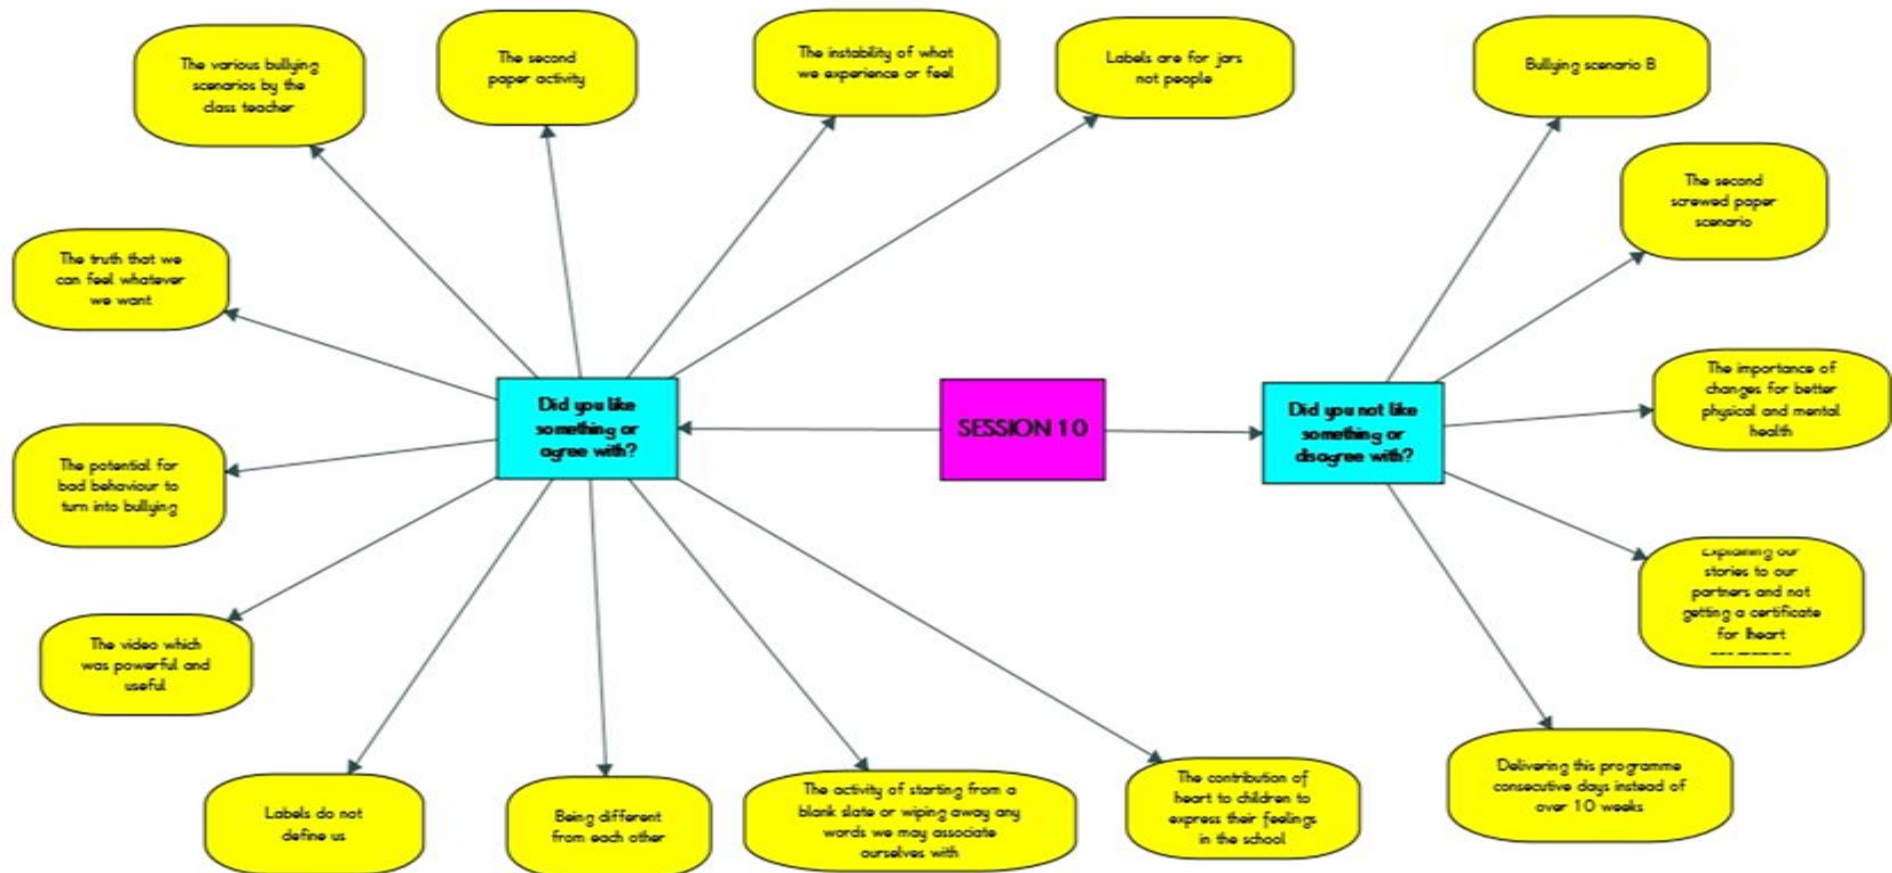 The various bullying
scenarios by the
class teacher
The second
paper activity
The instability of what
we experience or feel
Labels are for jars
not people
Bullying scenario B
The second
screwed paper
scenario
The truth that we
can feel whatever
we want
The importance of
changes for better
physical and mental
health
Did you like
something or
agree with?
SESSION 10
Did you not like
something or
disagree with?
The potential for
bad behaviour to
turn into bullying
Explaining our
stories to our
partners and not
getting a certificate
for Iheart
The video which
was powerful and
useful
Labels do not
define us
Being different
from each other
The activity of starting from a
blank slate or wiping away any
words we may associate
ourselves with
The contribution of
heart to children to
express their feelings
in the school
Delivering this programme
consecutive days instead of
over 10 weeks